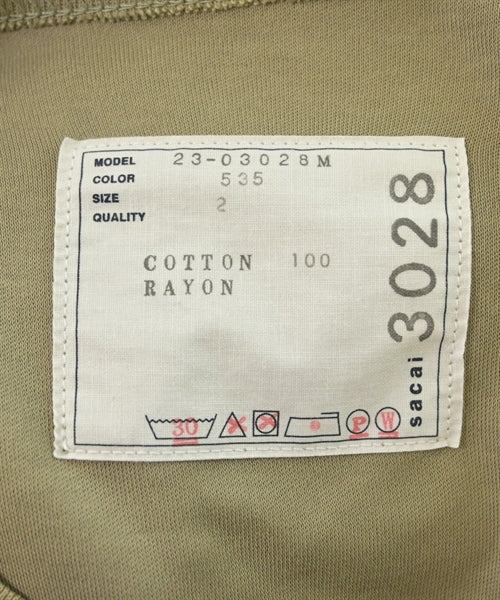 MODEL 23-03028M
COLOR 535
SIZE 2
QUALITY
COTTON 100
RAYON
30
P
W
sacai 3028